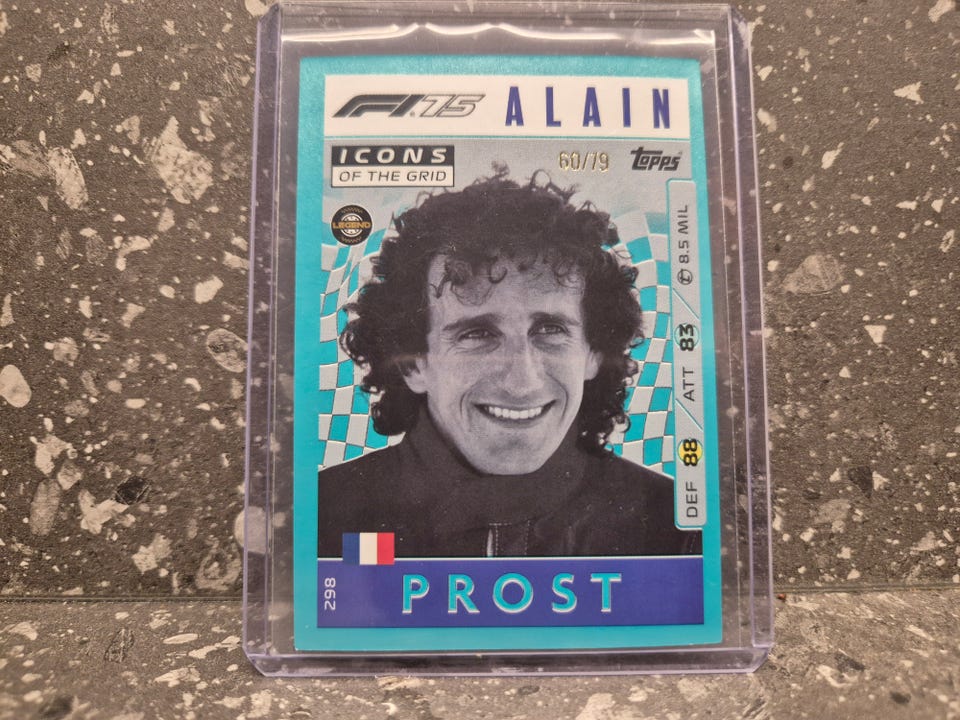 F1 75 ALAIN
ICONS
OF THE GRID
60/79
Topps
LEGEND
8.5 MIL
ATT 83
DEF 88
298
PROST